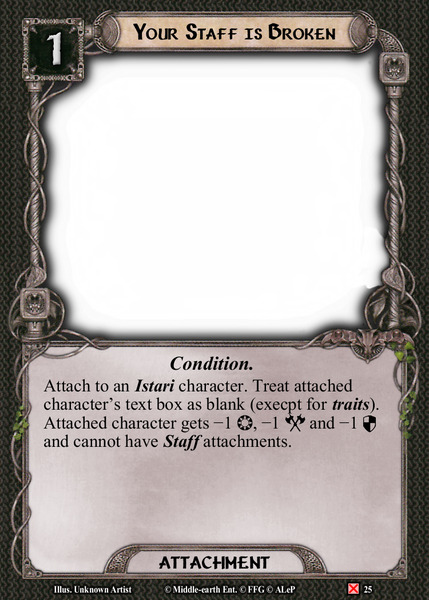 1
Your Staff is Broken
Condition.
Attach to an Istari character. Treat attached
character's text box as blank (execpt for traits).
Attached character gets −1 , −1 and −1
and cannot have Staff attachments.
ATTACHMENT
Illus. Unknown Artist © Middle-earth Ent. © FFG © ALeP 25